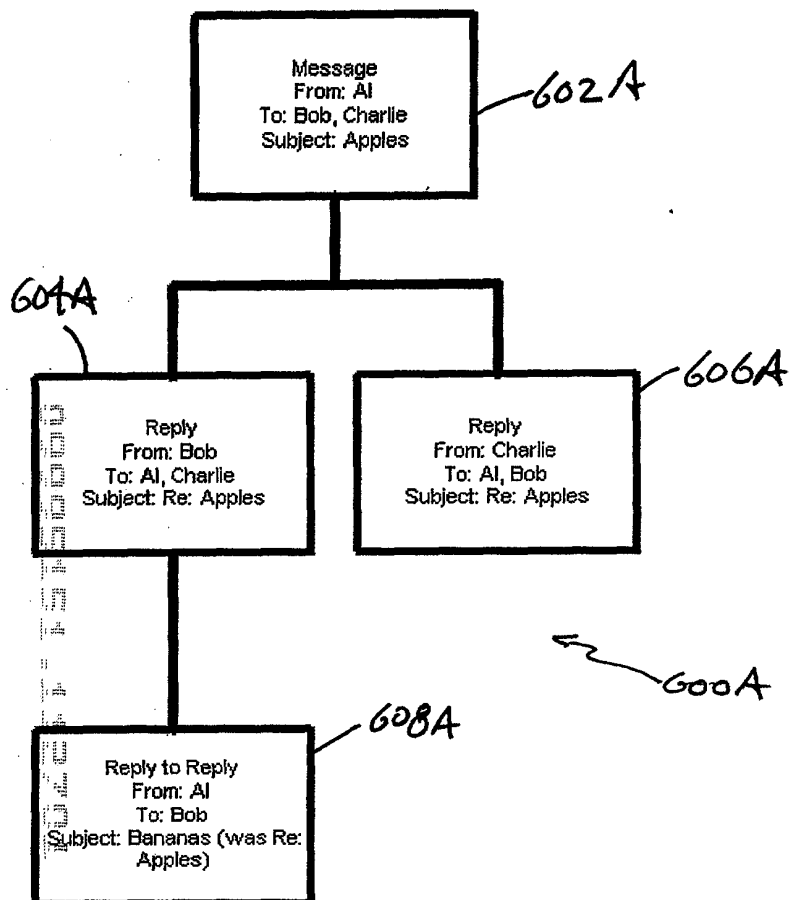 Message
From: Al
To: Bob, Charlie
Subject: Apples
602A
604A
606A
Reply
From: Bob
To: Al, Charlie
Subject: Re: Apples
Reply
From: Charlie
To: Al, Bob
Subject: Re: Apples
600A
608A
Reply to Reply
From: Al
To: Bob
Subject: Bananas (was Re:
Apples)